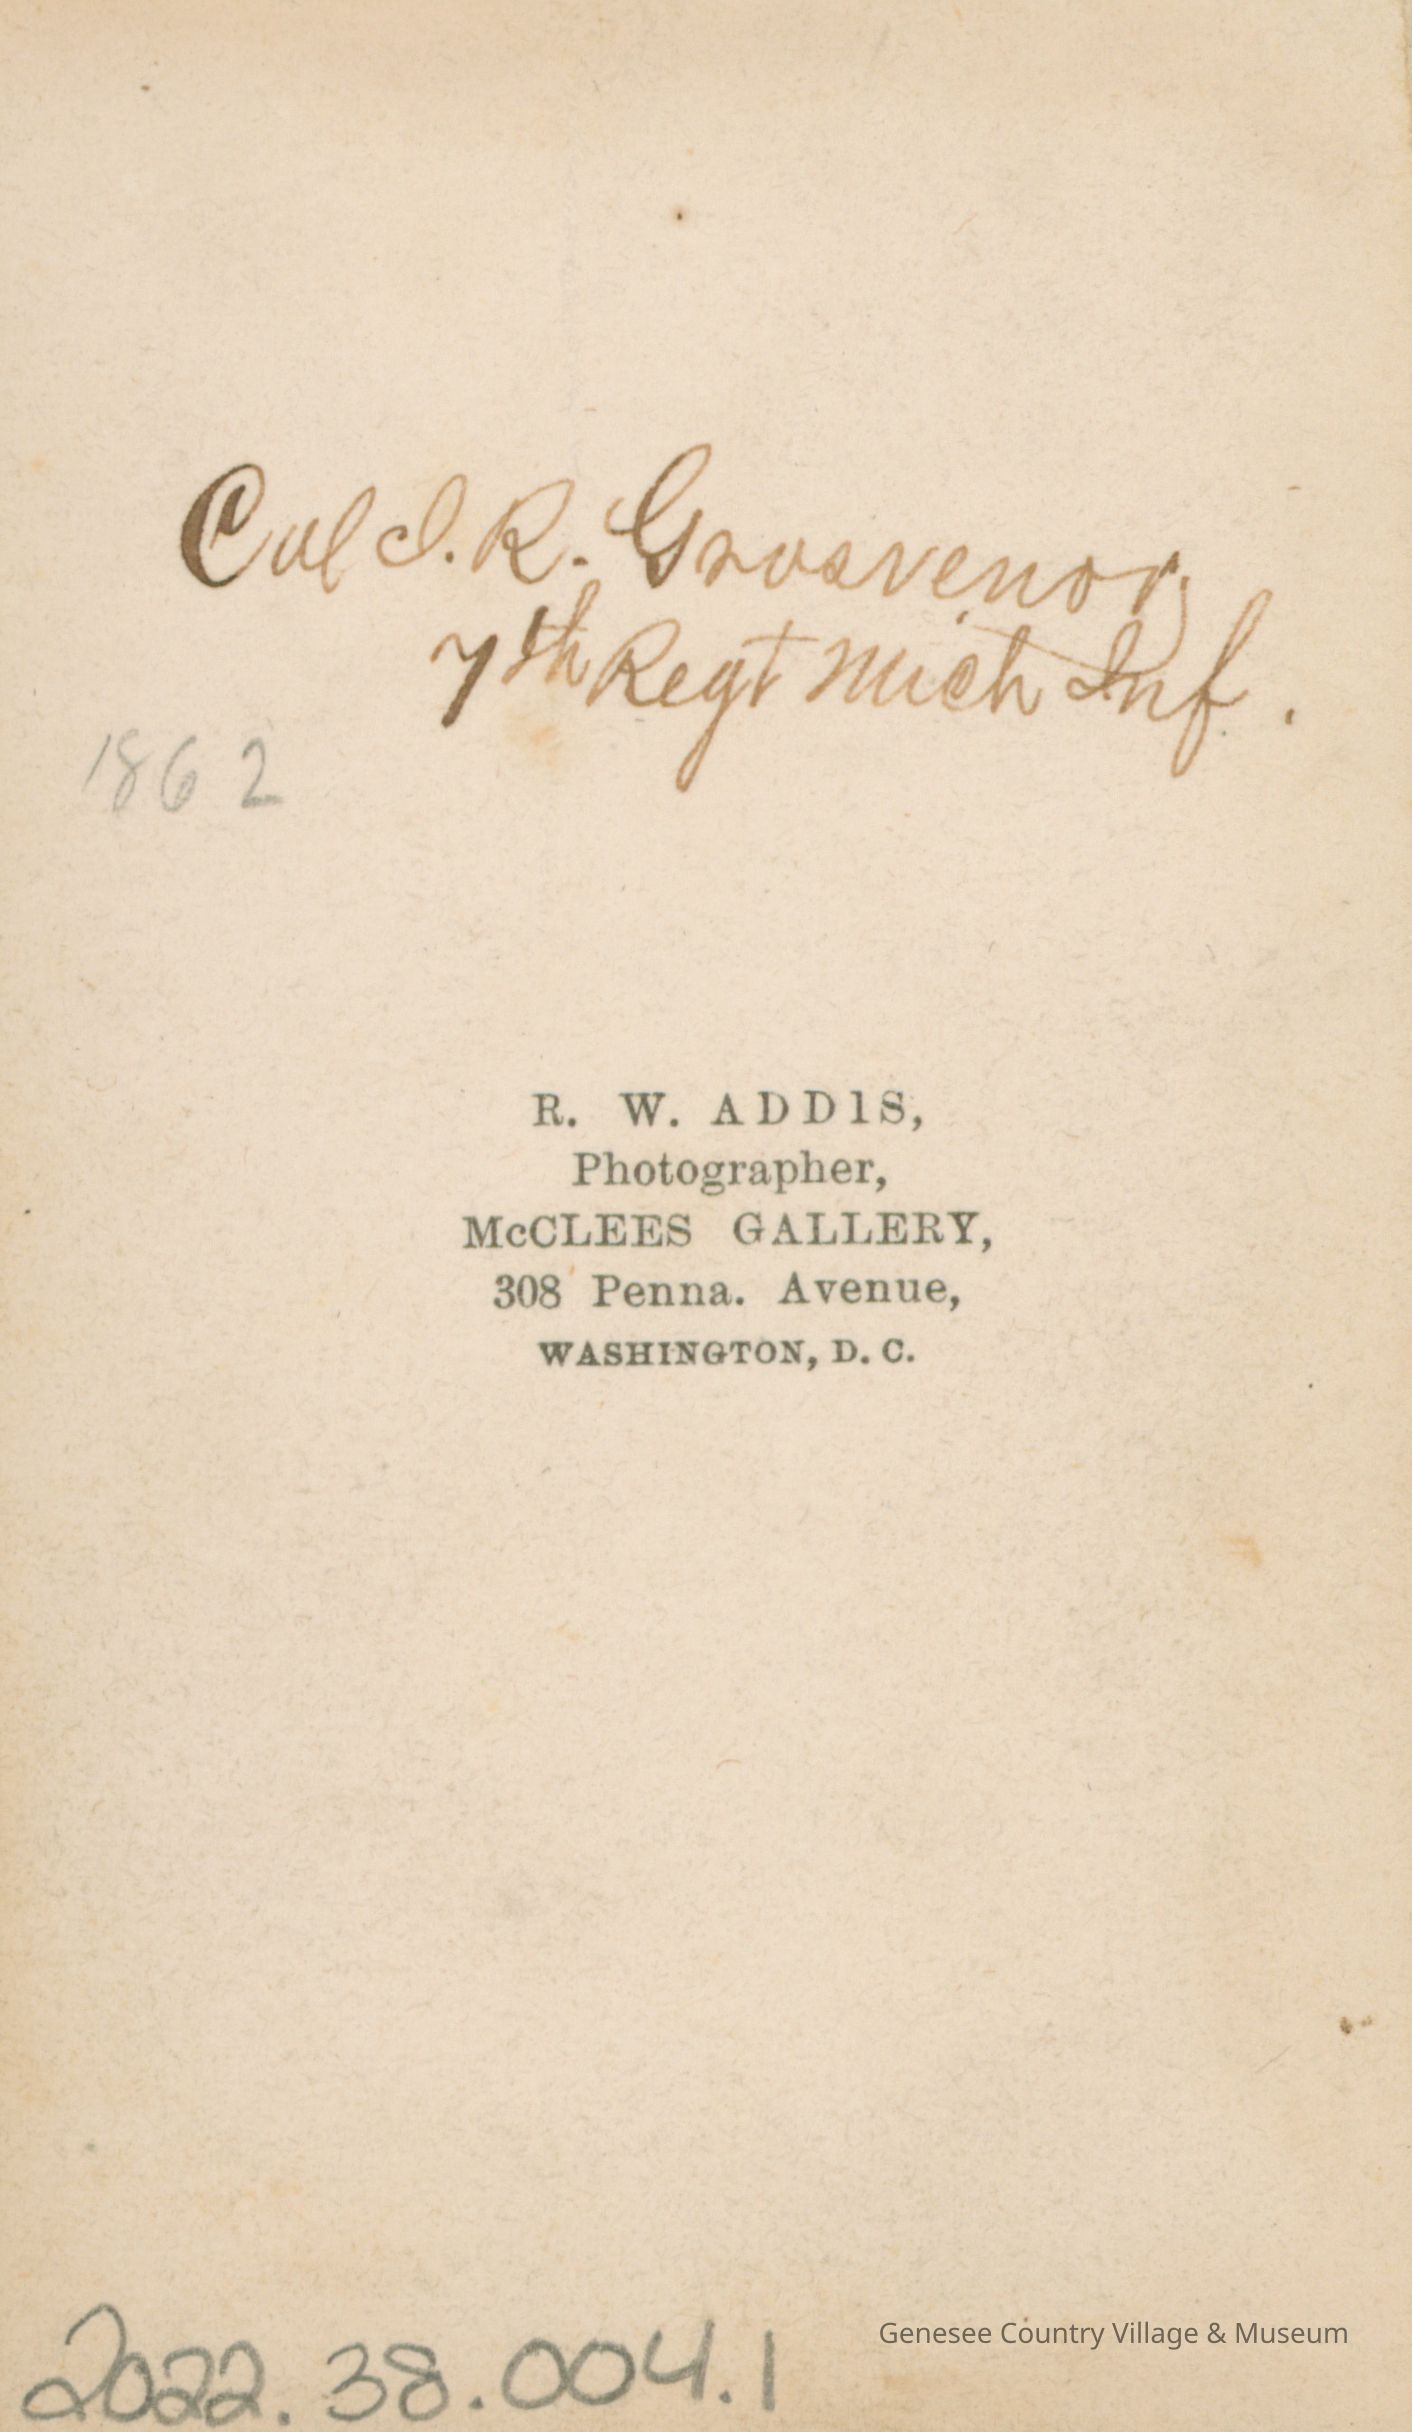 Col I. R. Grosvenor,
7th Regt Mich Inf.
1862
R. W. ADDIS,
Photographer,
McCLEES GALLERY,
308 Penna. Avenue,
WASHINGTON, D. C.
Genesee Country Village & Museum
2022.38.004.1